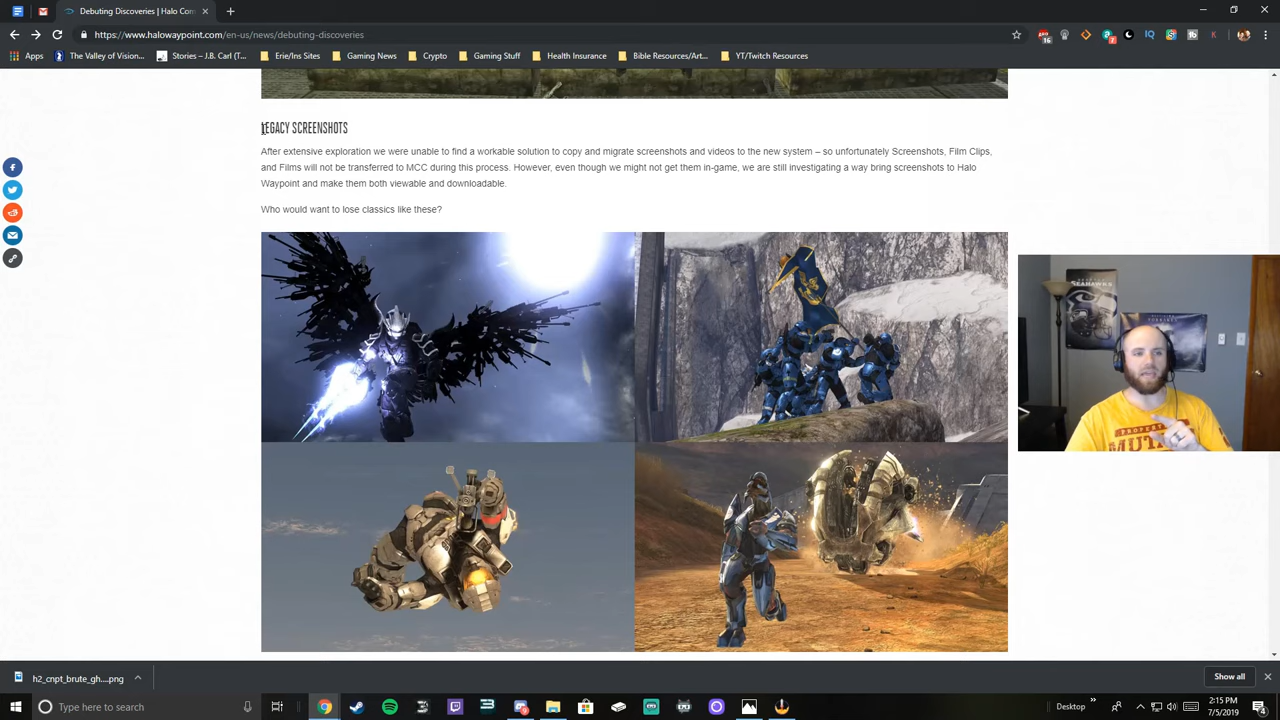 Debuting Discoveries | Halo Com
https://www.halowaypoint.com/en-us/news/debuting-discoveries
16
7
IQ
K
Apps
The Valley of Vision...
Stories – J.B. Carl (T...
Erie/Ins Sites
Gaming News
Crypto
Gaming Stuff
Health Insurance
Bible Resources/Art...
YT/Twitch Resources
LEGACY SCREENSHOTS
After extensive exploration we were unable to find a workable solution to copy and migrate screenshots and videos to the new system – so unfortunately Screenshots, Film Clips,
and Films will not be transferred to MCC during this process. However, even though we might not get them in-game, we are still investigating a way bring screenshots to Halo
Waypoint and make them both viewable and downloadable.
Who would want to lose classics like these?
SEAHAWKS
PROPERTY
MUT
h2_cnpt_brute_gh....png
Show all
Type here to search
Desktop
2:15 PM
7/5/2019